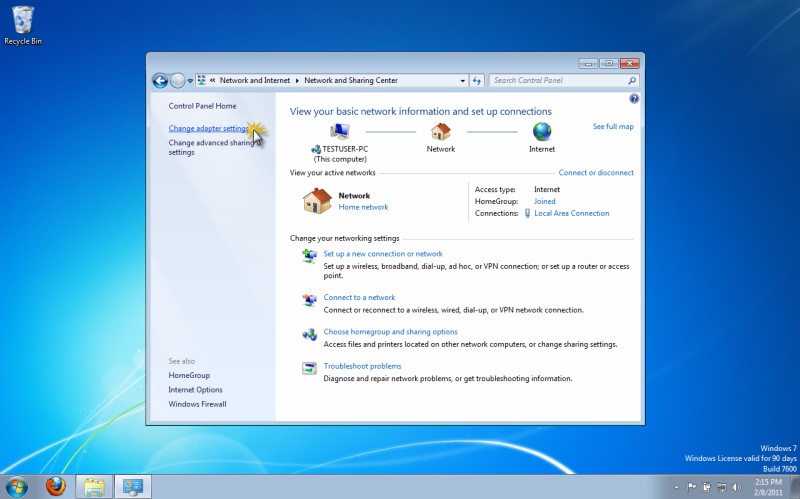 Recycle Bin
Network and Internet
Network and Sharing Center
Search Control Panel
Control Panel Home
Change adapter settings
Change advanced sharing
settings
See also
HomeGroup
Internet Options
Windows Firewall
View your basic network information and set up connections
See full map
TESTUSER-PC
(This computer)
Network
Internet
View your active networks
Connect or disconnect
Network
Home network
Access type: Internet
HomeGroup: Joined
Connections: Local Area Connection
Change your networking settings
Set up a new connection or network
Set up a wireless, broadband, dial-up, ad hoc, or VPN connection; or set up a router or access
point.
Connect to a network
Connect or reconnect to a wireless, wired, dial-up, or VPN network connection.
Choose homegroup and sharing options
Access files and printers located on other network computers, or change sharing settings.
Troubleshoot problems
Diagnose and repair network problems, or get troubleshooting information.
Windows 7
Windows License valid for 90 days
Build 7600
2:15 PM
2/8/2011